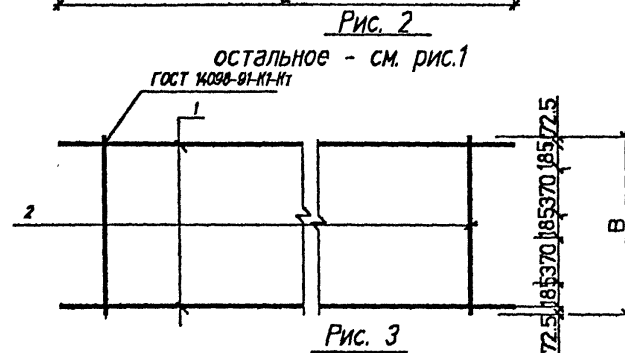 Рис. 2
остальное - см. рис.1
ГОСТ 14098-91-К1-Кт
1
2
72.5 185 370 185 370 185 72.5
В
Рис. 3